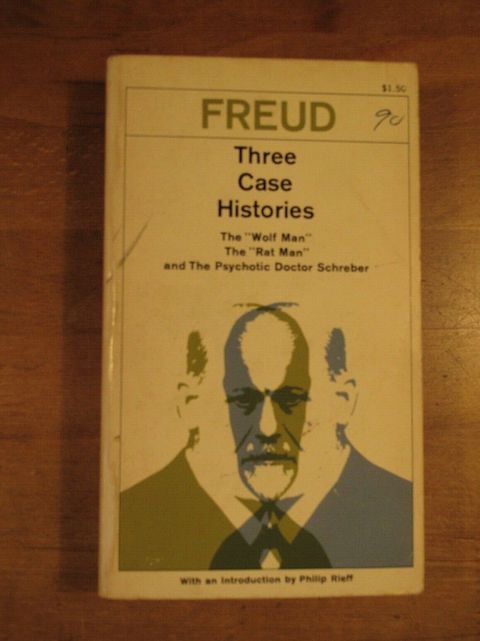 $1.50
FREUD
90
Three
Case
Histories
The "Wolf Man"
The "Rat Man"
and The Psychotic Doctor Schreber
With an Introduction by Philip Rieff